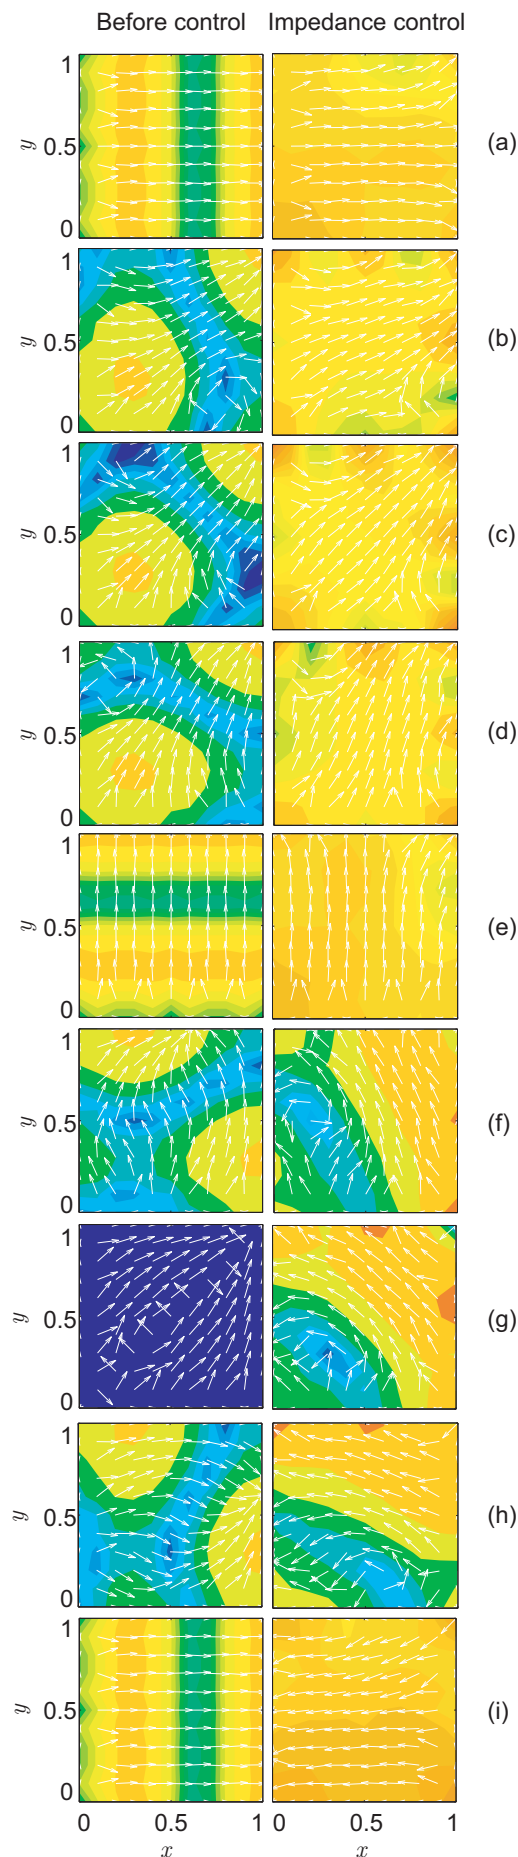 Before control Impedance control
1
y 0.5 (a)
0
1
y 0.5 (b)
0
1
y 0.5 (c)
0
1
y 0.5 (d)
0
1
y 0.5 (e)
0
1
y 0.5 (f)
0
1
y 0.5 (g)
0
1
y 0.5 (h)
0
1
y 0.5 (i)
0
0 0.5 1 0 0.5 1
x x